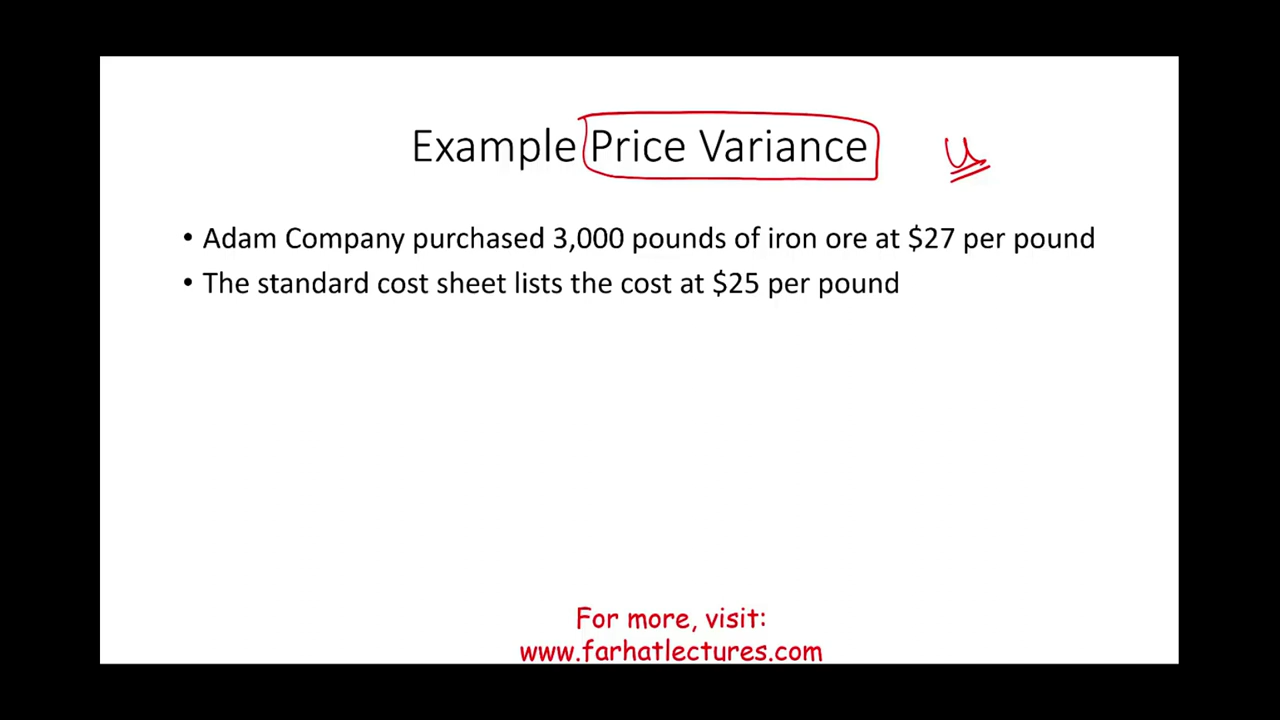 Example Price Variance U
• Adam Company purchased 3,000 pounds of iron ore at $27 per pound
• The standard cost sheet lists the cost at $25 per pound
For more, visit:
www.farhatlectures.com